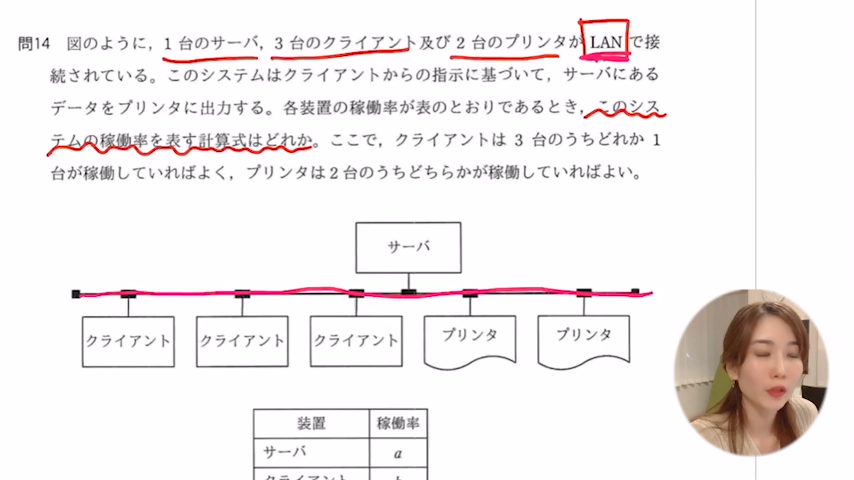 問14 図のように，1 台のサーバ，3 台のクライアント及び 2 台のプリンタが LAN で接
続されている。このシステムはクライアントからの指示に基づいて，サーバにある
データをプリンタに出力する。各装置の稼働率が表のとおりであるとき，このシス
テムの稼働率を表す計算式はどれか。ここで，クライアントは 3 台のうちどれか 1
台が稼働していればよく，プリンタは 2 台のうちどちらかが稼働していればよい。
サーバ
クライアント クライアント クライアント プリンタ プリンタ
装置 稼働率
サーバ a